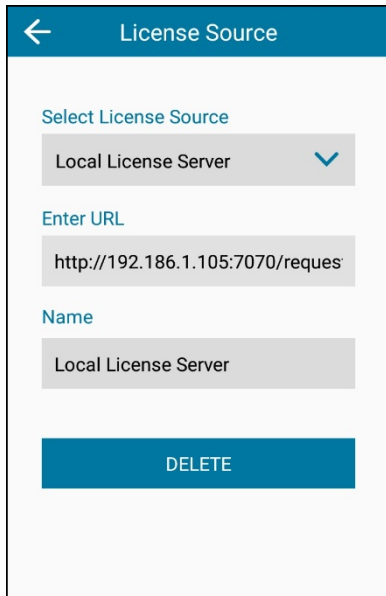 License Source
Select License Source
Local License Server
Enter URL
http://192.186.1.105:7070/reques
Name
Local License Server
DELETE